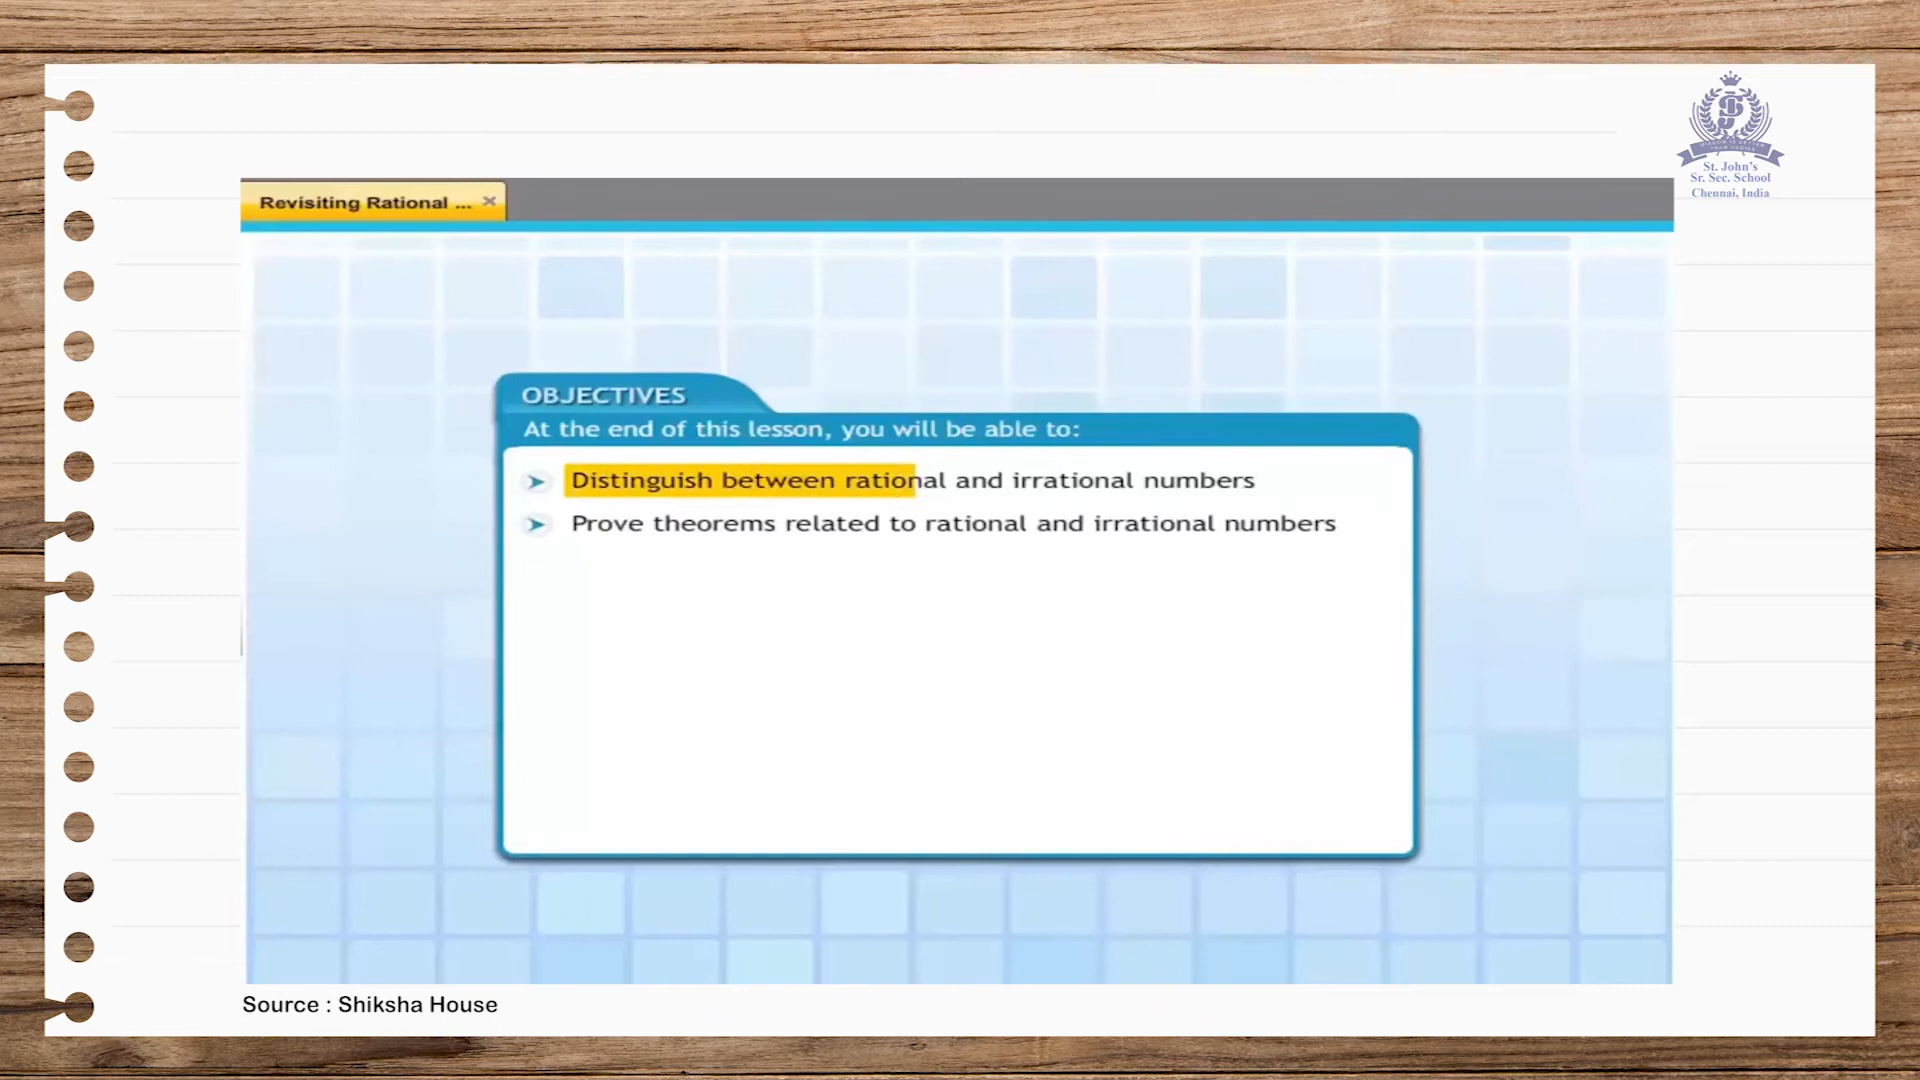 St. John's
Sr. Sec. School
Chennai, India
Revisiting Rational ...
OBJECTIVES
At the end of this lesson, you will be able to:
Distinguish between rational and irrational numbers
Prove theorems related to rational and irrational numbers
Source : Shiksha House